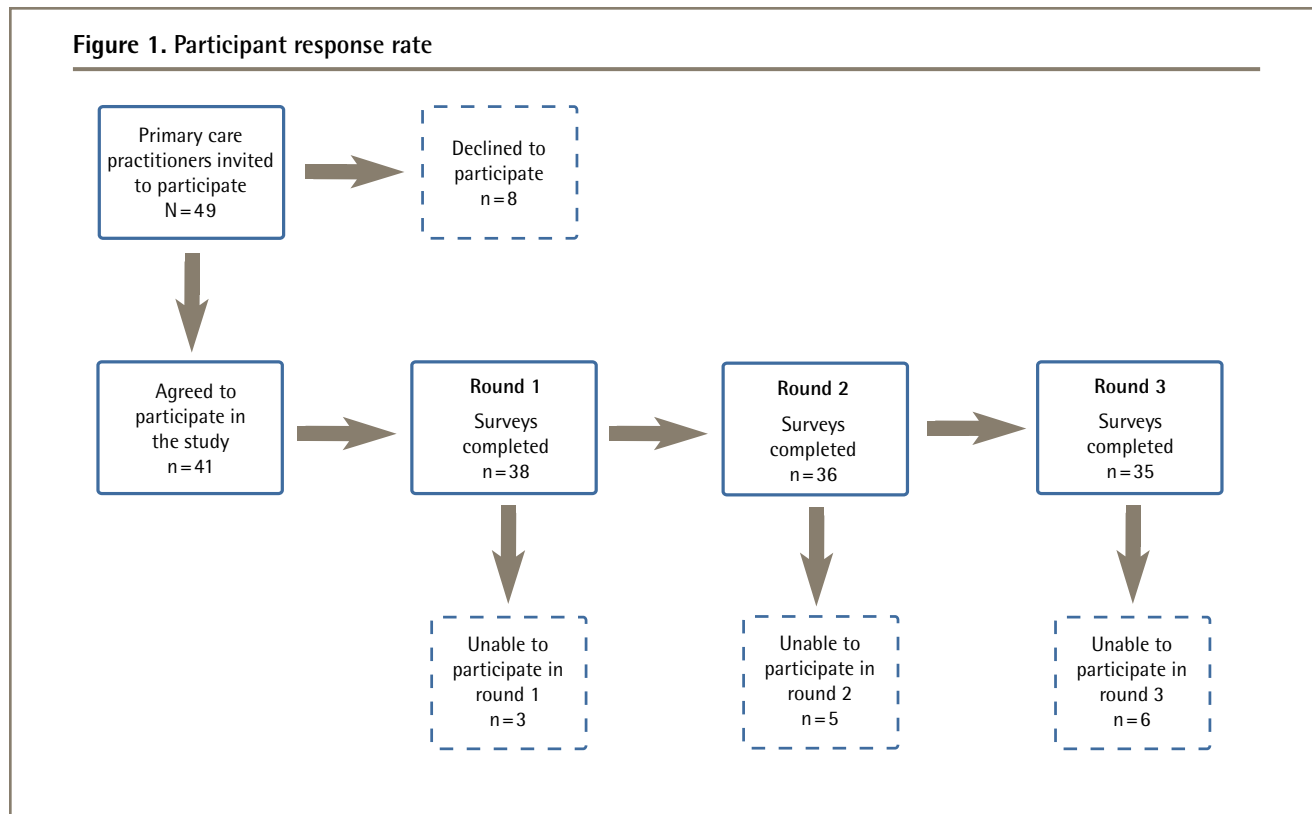 Figure 1. Participant response rate
Primary care
practitioners invited
to participate
N=49
Declined to
participate
n=8
Agreed to
participate in
the study
n=41
Round 1
Surveys
completed
n=38
Round 2
Surveys
completed
n=36
Round 3
Surveys
completed
n=35
Unable to
participate in
round 1
n=3
Unable to
participate in
round 2
n=5
Unable to
participate in
round 3
n=6